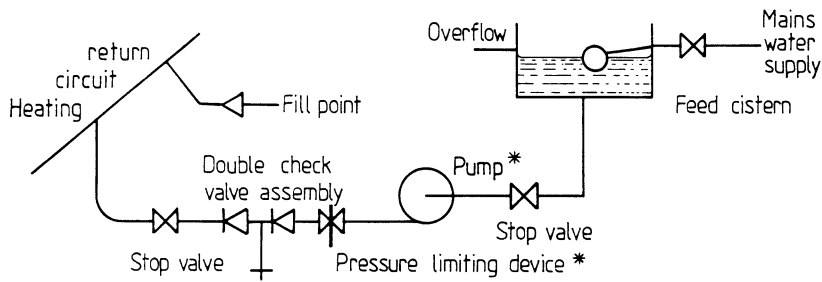 Overflow
Mains
water
supply
return
circuit
Heating
Fill point
Feed cistern
Double check
valve assembly
Pump *
Stop valve
Stop valve
Pressure limiting device *